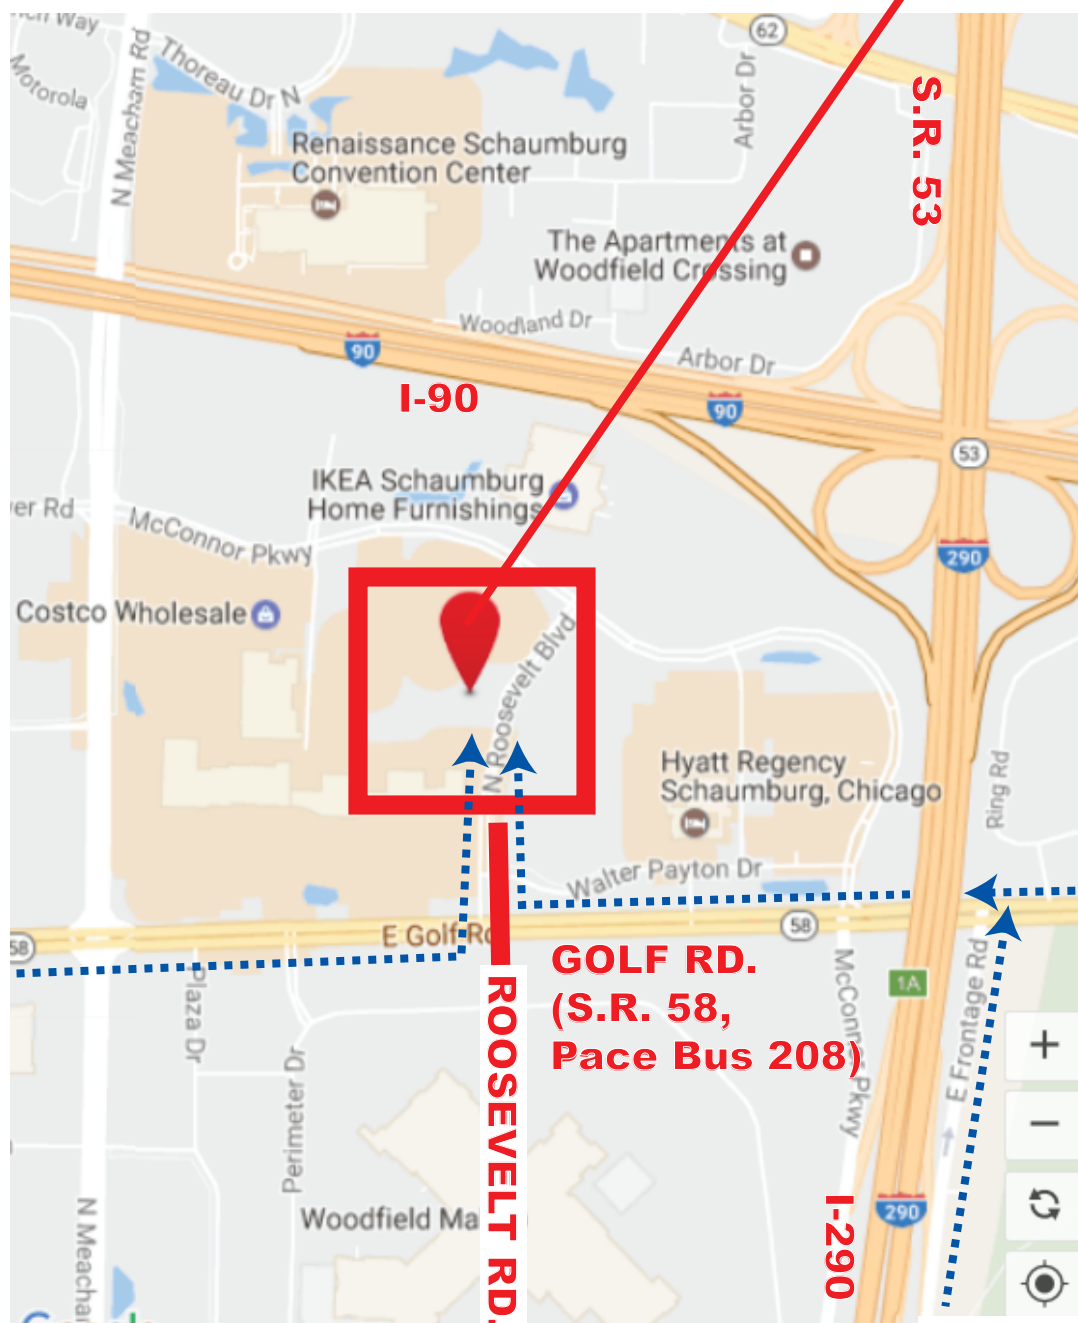 Way
Thoreau Dr N
Motorola
N Meacham Rd
62
Arbor Dr
S.R. 53
Renaissance Schaumburg
Convention Center
The Apartments at
Woodfield Crossing
Woodland Dr
Arbor Dr
90
90
I-90
53
IKEA Schaumburg
Home Furnishings
er Rd
McConnor Pkwy
290
Costco Wholesale
N Roosevelt Blvd
Hyatt Regency
Schaumburg, Chicago
Ring Rd
Walter Payton Dr
58
E Golf Rd
58
GOLF RD.
(S.R. 58,
Pace Bus 208)
1A
Plaza Dr
Perimeter Dr
McConnor Pkwy
E Frontage Rd
ROOSEVELT RD.
+
−
Woodfield Ma
N Meacha
I-290
290